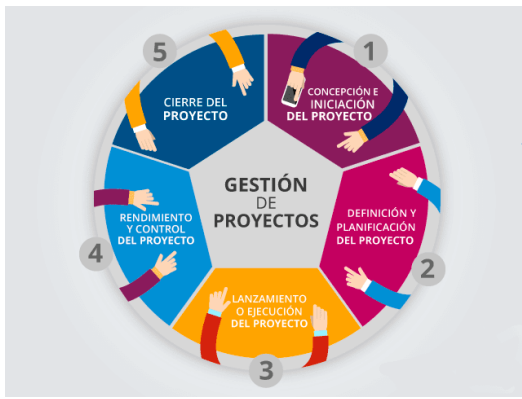 GESTIÓN
DE
PROYECTOS
1
CONCEPCIÓN E
INICIACIÓN
DEL PROYECTO
2
DEFINICIÓN Y
PLANIFICACIÓN
DEL PROYECTO
3
LANZAMIENTO
O EJECUCIÓN
DEL PROYECTO
4
RENDIMIENTO
Y CONTROL
DEL PROYECTO
5
CIERRE DEL
PROYECTO